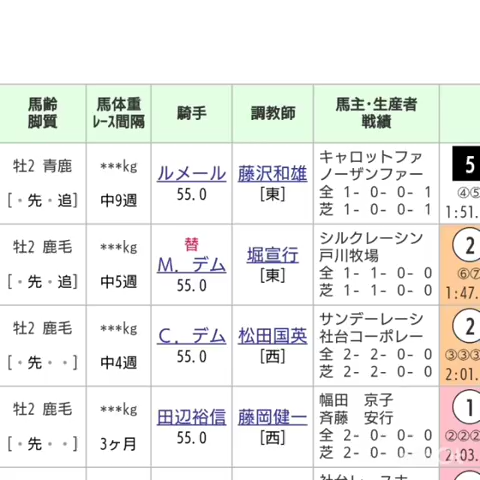 馬齢 馬体重 騎手 調教師 馬主・生産者
脚質 ﾚｰｽ間隔 戦績
牡2 青鹿 ***kg ルメール 藤沢和雄 キャロットファ 5
ノーザンファー
[・先・追] 中9週 55.0 [東] 全 1- 0- 0- 1 ④⑤
芝 1- 0- 0- 1 1:51.
牡2 鹿毛 ***kg 替 堀宣行 シルクレーシン 2
M．デム 戸川牧場
[・先・追] 中5週 55.0 [東] 全 1- 1- 0- 0 ⑥⑦
芝 1- 1- 0- 0 1:47.
牡2 鹿毛 ***kg C．デム 松田国英 サンデーレーシ 2
社台コーポレー
[・先・・] 中4週 55.0 [西] 全 2- 2- 0- 0 ③③③
芝 2- 2- 0- 0 2:01.
牡2 鹿毛 ***kg 田辺裕信 藤岡健一 幅田　京子 1
斉藤　安行
[・先・・] 3ヶ月 55.0 [西] 全 2- 0- 0- 0 ②②②
芝 2- 0- 0- 0 2:03.